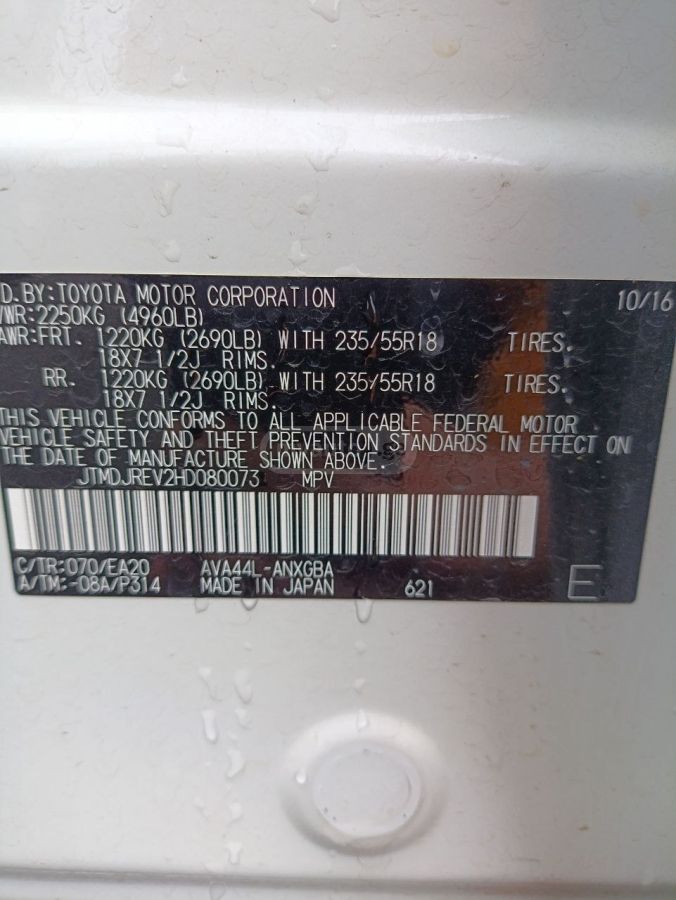 D. BY: TOYOTA MOTOR CORPORATION 10/16
VWR: 2250KG (4960LB)
AWR: FRT. 1220KG (2690LB) WITH 235/55R18 TIRES.
18X7 1/2J RIMS.
RR. 1220KG (2690LB) WITH 235/55R18 TIRES.
18X7 1/2J RIMS.
THIS VEHICLE CONFORMS TO ALL APPLICABLE FEDERAL MOTOR
VEHICLE SAFETY AND THEFT PREVENTION STANDARDS IN EFFECT ON
THE DATE OF MANUFACTURE SHOWN ABOVE.
JTMDJREV2HD080073 MPV
C/TR: 070/EA20 AVA44L-ANXGBA
A/TM: -08A/P314 MADE IN JAPAN 621 E